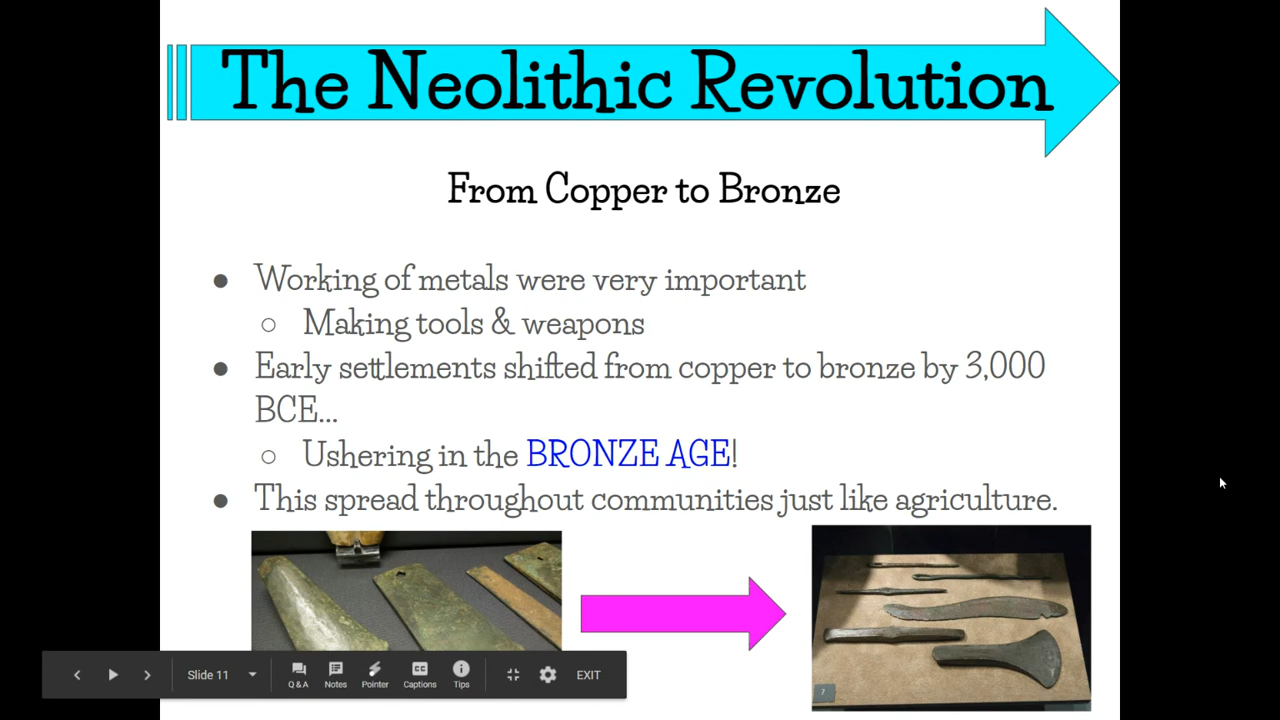 The Neolithic Revolution
From Copper to Bronze
● Working of metals were very important
○ Making tools & weapons
● Early settlements shifted from copper to bronze by 3,000
BCE...
○ Ushering in the BRONZE AGE!
● This spread throughout communities just like agriculture.
7
Slide 11
Q & A Notes Pointer Captions Tips EXIT